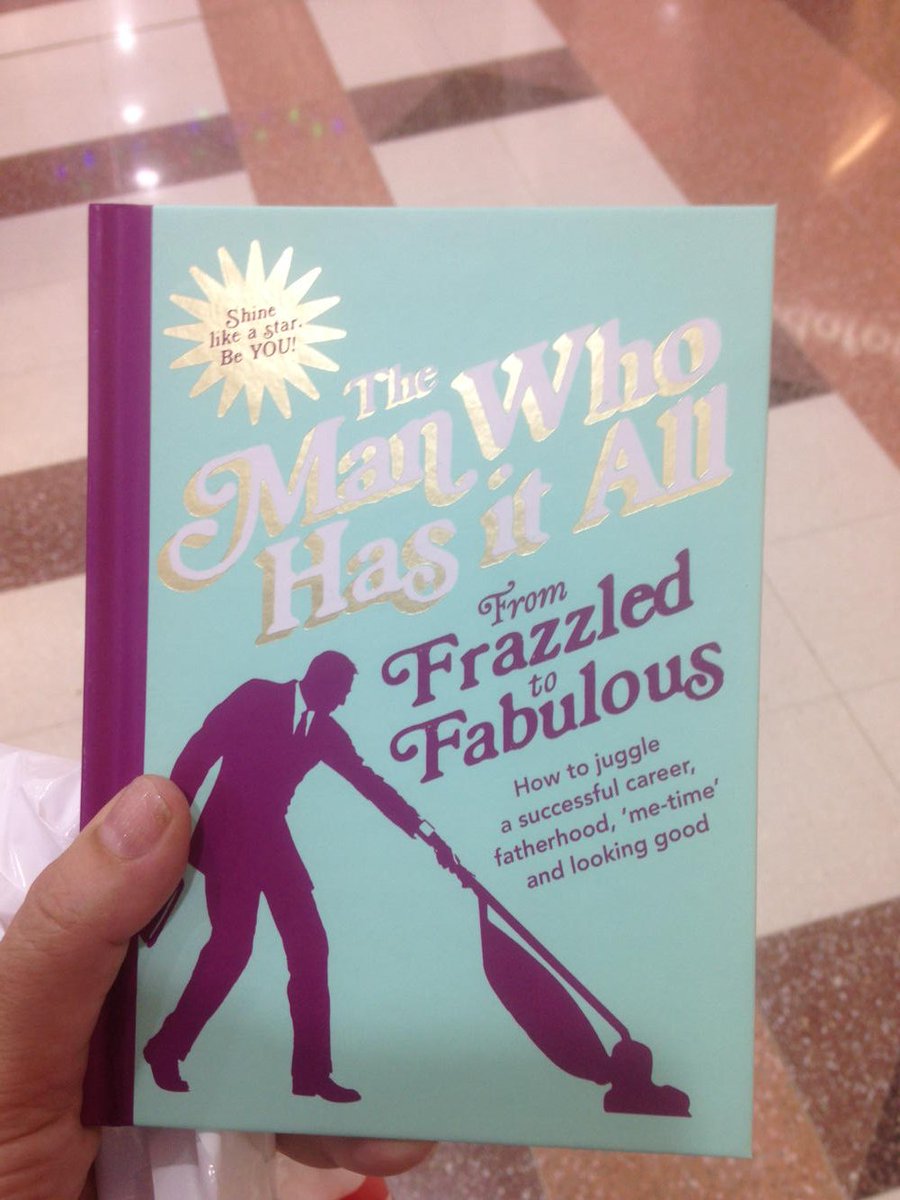 Shine
like a star.
Be YOU!
The
Man Who
Has it All
From
Frazzled
to
Fabulous
How to juggle
a successful career,
fatherhood, 'me-time'
and looking good